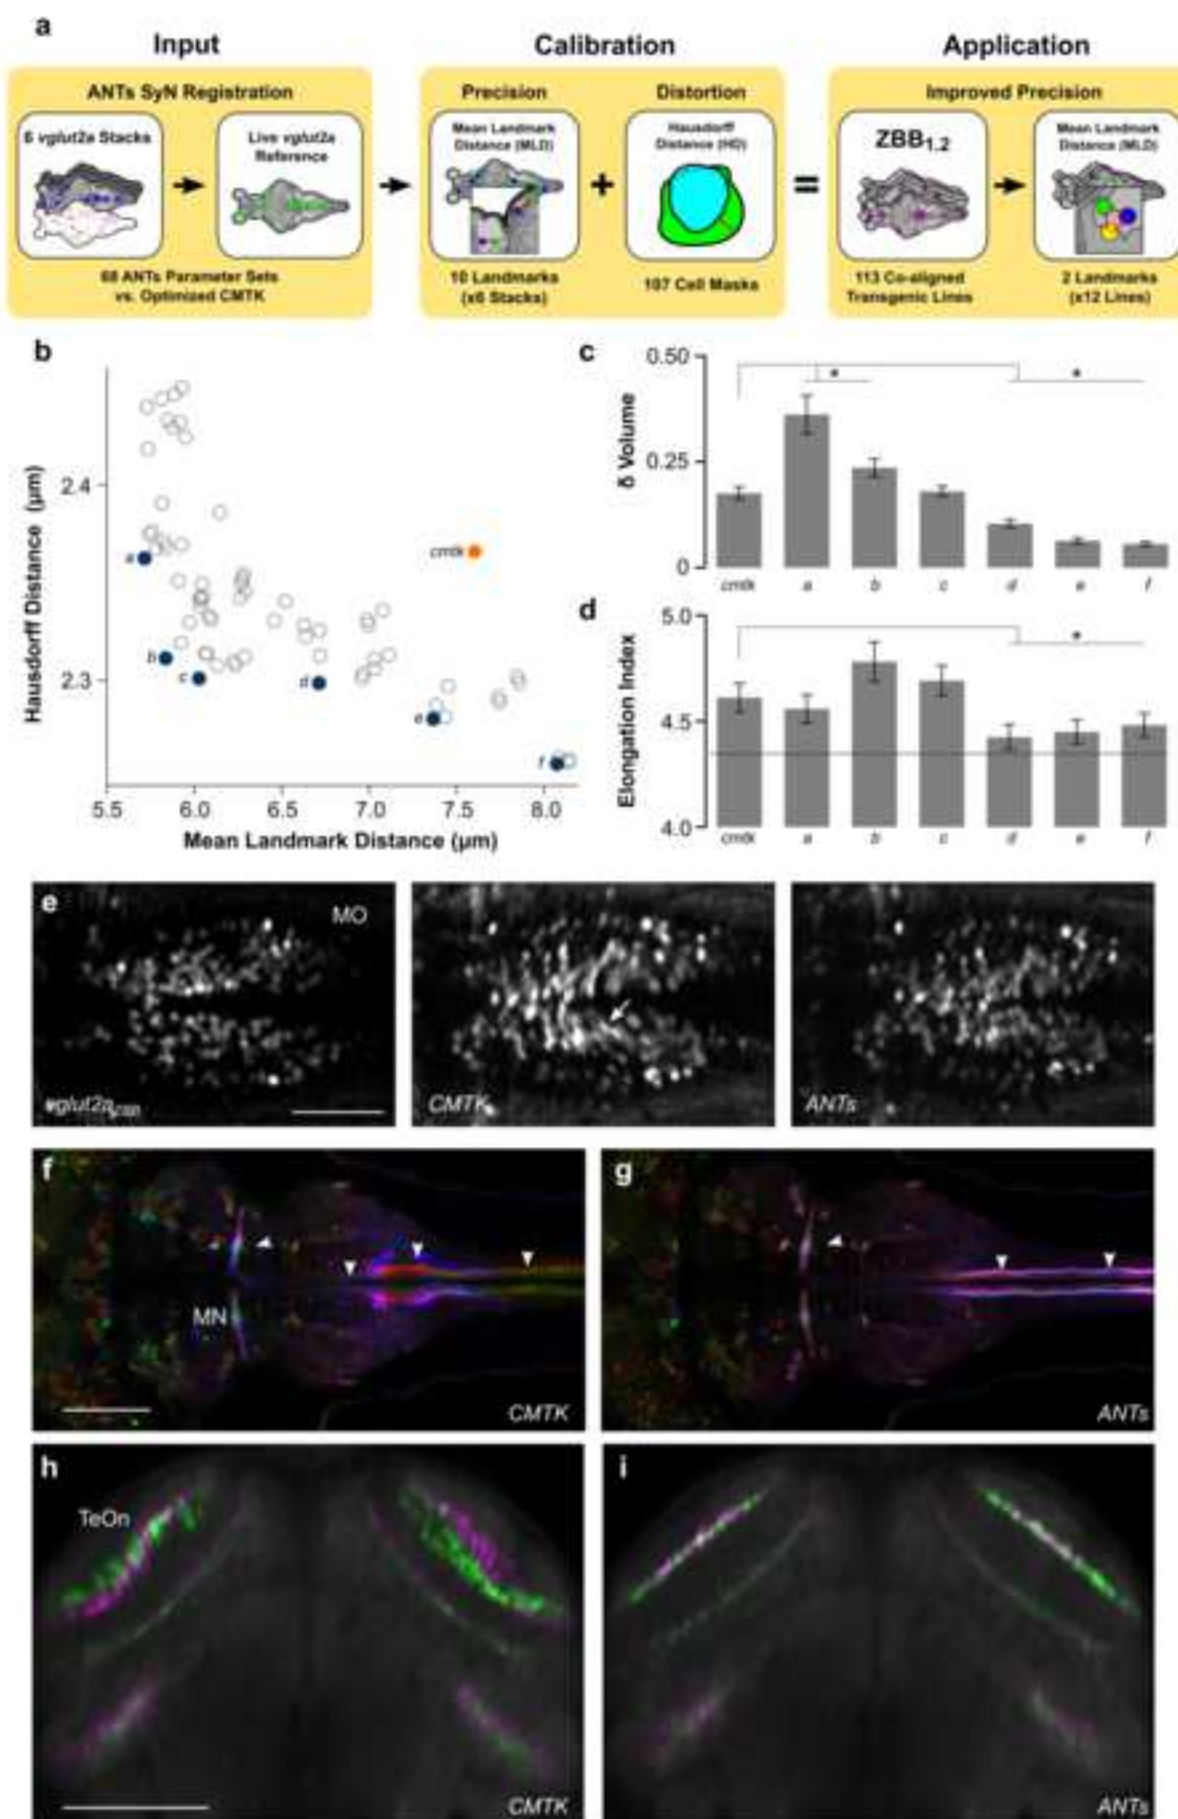 a
Input
Calibration
Application
ANTs SyN Registration
Precision
Distortion
Improved Precision
6 vglut2a Stacks
Live vglut2a
Reference
Mean Landmark
Distance (MLD)
Hausdorff
Distance (HD)
ZBB1.2
Mean Landmark
Distance (MLD)
+
=
68 ANTs Parameter Sets
vs. Optimized CMTK
10 Landmarks
(x6 Stacks)
107 Cell Masks
113 Co-aligned
Transgenic Lines
2 Landmarks
(x12 Lines)
b
Hausdorff Distance (µm)
2.4
2.3
a
b
c
d
e
f
cmtk
5.5 6.0 6.5 7.0 7.5 8.0
Mean Landmark Distance (µm)
c
δ Volume
0.50
0.25
0
* *
cmtk a b c d e f
d
Elongation Index
5.0
4.5
4.0
*
cmtk a b c d e f
e
MO
vglut2aZBB
CMTK
ANTs
f
MN
CMTK
g
ANTs
h
TeOn
CMTK
i
ANTs